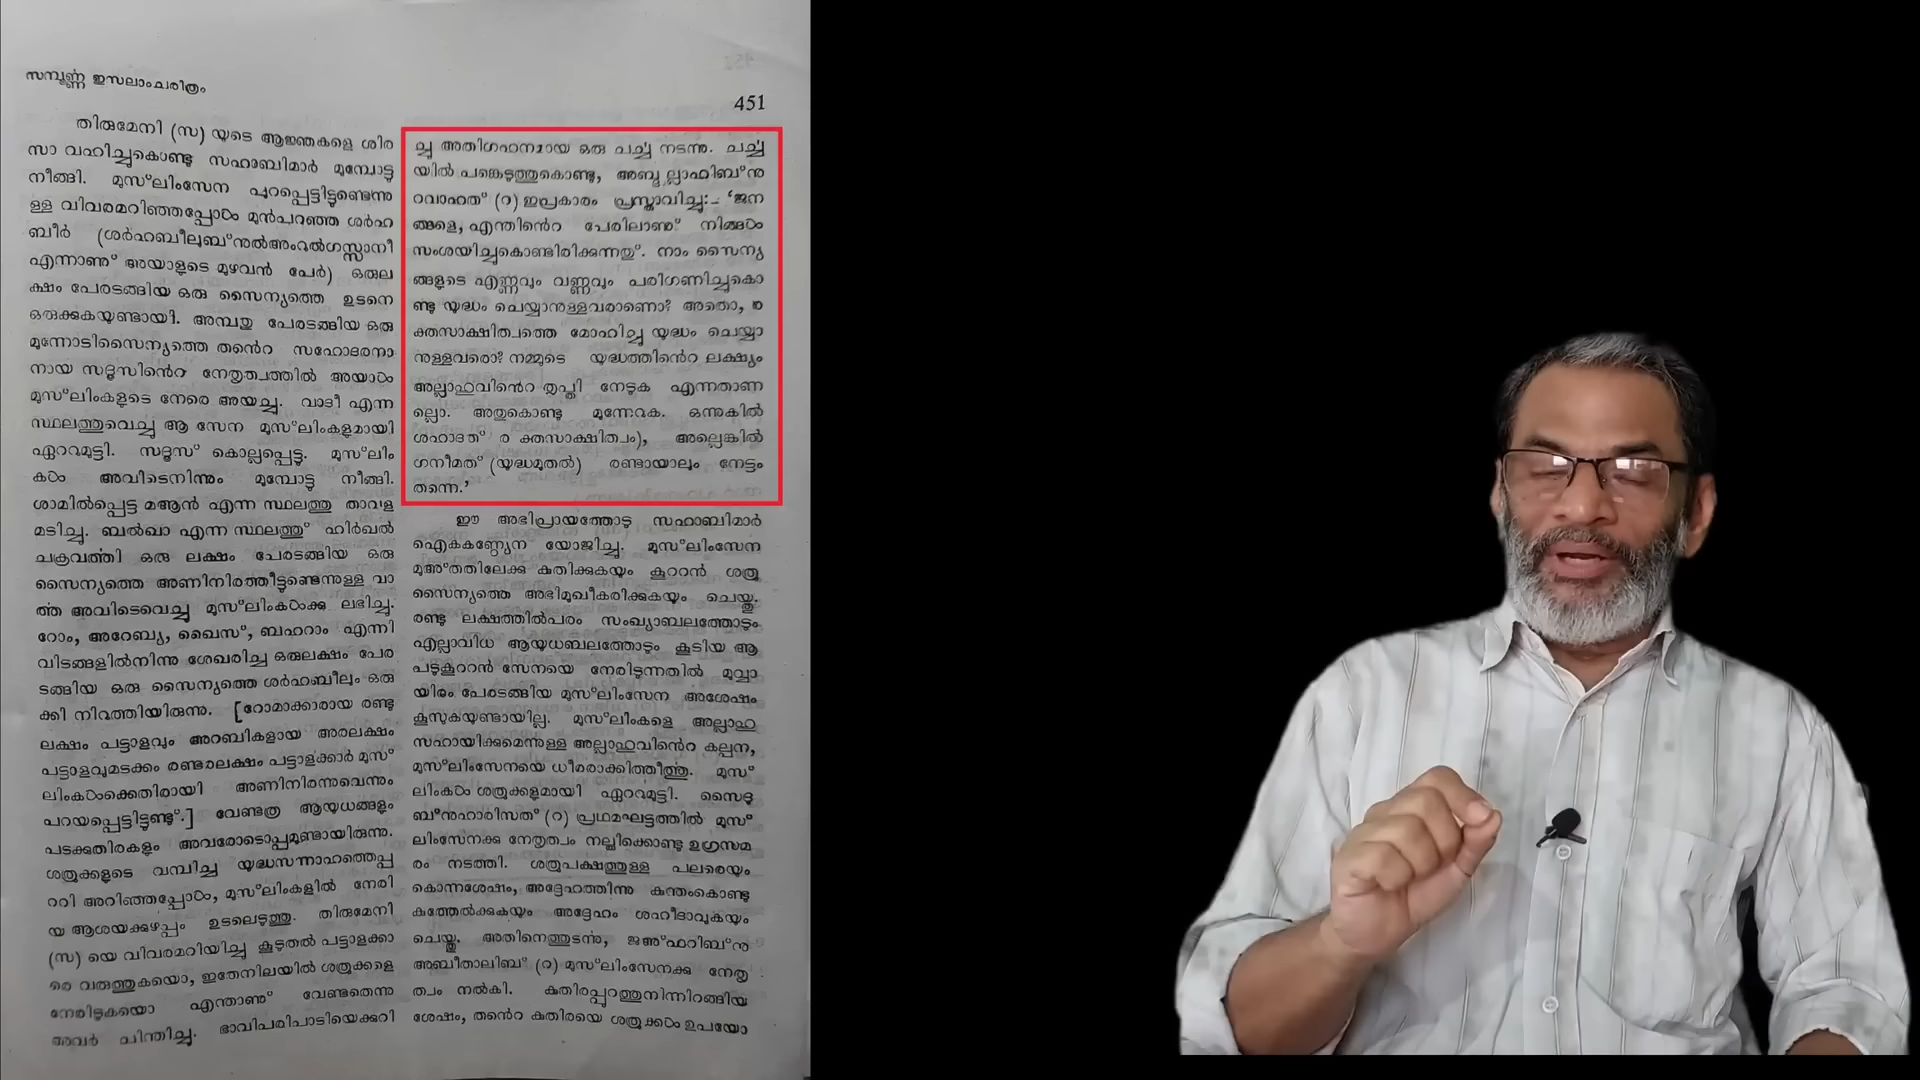 സമ്പൂർണ്ണ ഇസലാംചരിത്രം
451
തിരുമേനി (സ) യുടെ ആജ്ഞകളെ ശിര
സാ വഹിച്ചുകൊണ്ടു സഹാബിമാർ മുമ്പോട്ടു
നീങ്ങി. മുസ്‌ലിംസേന പുറപ്പെട്ടിട്ടുണ്ടെന്നു
ള്ള വിവരമറിഞ്ഞപ്പോൾ മുൻപറഞ്ഞ ശർഹ
ബീർ (ശർഹബീലുബ്‌നുൽഅംറൽഗസ്സാനീ
എന്നാണു് അയാളുടെ മുഴവൻ പേർ) ഒരുല
ക്ഷം പേരടങ്ങിയ ഒരു സൈന്യത്തെ ഉടനെ
ഒരുക്കുകയുണ്ടായി. അമ്പതു പേരടങ്ങിയ ഒരു
മുന്നോടിസൈന്യത്തെ തൻെറ സഹോദരനാ
നായ സദൂസിൻെറ നേതൃത്വത്തിൽ അയാൾ
മുസ്‌ലിംകളുടെ നേരെ അയച്ചു. വാദീ എന്ന
സ്ഥലത്തുവെച്ചു ആ സേന മുസ്‌ലിംകളുമായി
ഏററുമുട്ടി. സദൂസ് കൊല്ലപ്പെട്ടു. മുസ്‌ലിം
കൾ അവിടെനിന്നും മുമ്പോട്ടു നീങ്ങി.
ശാമിൽപ്പെട്ട മആൻ എന്ന സ്ഥലത്തു താവള
മടിച്ചു. ബൽഖാ എന്ന സ്ഥലത്തു് ഹിർഖൽ
ചക്രവർത്തി ഒരു ലക്ഷം പേരടങ്ങിയ ഒരു
സൈന്യത്തെ അണിനിരത്തീട്ടുണ്ടെന്നുള്ള വാ
ർത്ത അവിടെവെച്ചു മുസ്‌ലിംകൾക്കു ലഭിച്ചു.
റോം, അറേബ്യ, ഖൈസ്, ബഹറാം എന്നി
വിടങ്ങളിൽനിന്നു ശേഖരിച്ച ഒരുലക്ഷം പേര
ടങ്ങിയ ഒരു സൈന്യത്തെ ശർഹബീലും ഒരു
ക്കി നിറത്തിയിരുന്നു. [റോമാക്കാരായ രണ്ടു
ലക്ഷം പട്ടാളവും അറബികളായ അരലക്ഷം
പട്ടാളവുമടക്കം രണ്ടരലക്ഷം പട്ടാളക്കാർ മുസ്
ലിംകൾക്കെതിരായി അണിനിരന്നുവെന്നും
പറയപ്പെട്ടിട്ടുണ്ടു്.] വേണ്ടത്ര ആയുധങ്ങളും
പടക്കുതിരകളും അവരോടൊപ്പമുണ്ടായിരുന്നു.
ശത്രുക്കളുടെ വമ്പിച്ച യുദ്ധസന്നാഹത്തെപ്പ
ററി അറിഞ്ഞപ്പോൾ, മുസ്‌ലിംകളിൽ നേരി
യ ആശയക്കുഴപ്പം ഉടലെടുത്തു. തിരുമേനി
(സ) യെ വിവരമറിയിച്ചു കൂടുതൽ പട്ടാളക്കാ
രെ വരുത്തുകയൊ, ഇതേനിലയിൽ ശത്രുക്കളെ
നേരിടുകയൊ എന്താണു് വേണ്ടതെന്നു
അവർ ചിന്തിച്ചു. ഭാവിപരിപാടിയെക്കുറി
ച്ചു അതിഗഹനമായ ഒരു ചർച്ച നടന്നു. ചർച്ച
യിൽ പങ്കെടുത്തുകൊണ്ടു, അബ്ദുല്ലാഹിബ്‌നു
റവാഹത് (റ) ഇപ്രകാരം പ്രസ്താവിച്ചു:– ‘ജന
ങ്ങളെ, എന്തിൻെറ പേരിലാണു് നിങ്ങൾ
സംശയിച്ചുകൊണ്ടിരിക്കുന്നതു്. നാം സൈന്യ
ങ്ങളുടെ എണ്ണവും വണ്ണവും പരിഗണിച്ചുകൊ
ണ്ടു യുദ്ധം ചെയ്യാനുള്ളവരാണൊ? അതൊ, ര
ക്തസാക്ഷിത്വത്തെ മോഹിച്ചു യുദ്ധം ചെയ്യാ
നുള്ളവരൊ? നമ്മുടെ യുദ്ധത്തിൻെറ ലക്ഷ്യം
അല്ലാഹുവിൻെറ തൃപ്തി നേടുക എന്നതാണ
ല്ലൊ. അതുകൊണ്ടു മുന്നേറുക. ഒന്നുകിൽ
ശഹാദത് ര ക്തസാക്ഷിത്വം), അല്ലെങ്കിൽ
ഗനീമത് (യുദ്ധമുതൽ) രണ്ടായാലും നേട്ടം
തന്നെ.’
ഈ അഭിപ്രായത്തോടു സഹാബിമാർ
ഐകകണ്ഠ്യേന യോജിച്ചു. മുസ്‌ലിംസേന
മുഅ്തതിലേക്കു കുതിക്കുകയും കൂററൻ ശത്രു
സൈന്യത്തെ അഭിമുഖീകരിക്കുകയും ചെയ്തു.
രണ്ടു ലക്ഷത്തിൽപരം സംഖ്യാബലത്തോടും
എല്ലാവിധ ആയുധബലത്തോടും കൂടിയ ആ
പടുകൂററൻ സേനയെ നേരിടുന്നതിൽ മുവ്വാ
യിരം പേരടങ്ങിയ മുസ്‌ലിംസേന അശേഷം
കൂസുകയുണ്ടായില്ല. മുസ്‌ലിംകളെ അല്ലാഹു
സഹായിക്കുമെന്നുള്ള അല്ലാഹുവിൻെറ കല്പന,
മുസ്‌ലിംസേനയെ ധീരരാക്കിത്തീർത്തു. മുസ്
ലിംകൾ ശത്രുക്കളുമായി ഏററുമുട്ടി. സൈദു
ബ്‌നുഹാരിസത് (റ) പ്രഥമഘട്ടത്തിൽ മുസ്
ലിംസേനക്കു നേതൃത്വം നല്കിക്കൊണ്ടു ഉഗ്രസമ
രം നടത്തി. ശത്രുപക്ഷത്തുള്ള പലരെയും
കൊന്നശേഷം, അദ്ദേഹത്തിന്നു കുന്തംകൊണ്ടു
കുത്തേൽക്കുകയും അദ്ദേഹം ശഹീദാവുകയും
ചെയ്തു. അതിനെത്തുടർന്നു, ജഅ്ഫറിബ്‌നു
അബീതാലിബ് (റ) മുസ്‌ലിംസേനക്കു നേതൃ
ത്വം നൽകി. കുതിരപ്പുറത്തുനിന്നിറങ്ങിയ
ശേഷം, തൻെറ കുതിരയെ ശത്രുക്കൾ ഉപയോ